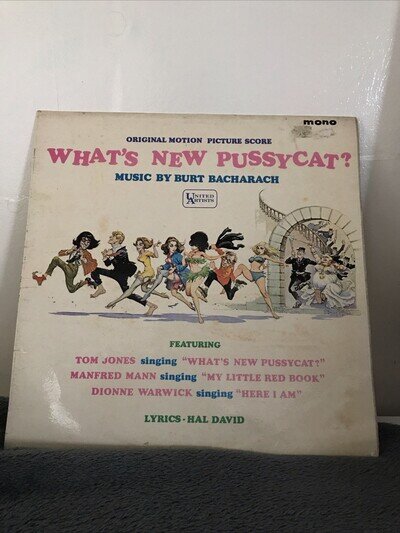 mono
ORIGINAL MOTION PICTURE SCORE
WHAT'S NEW PUSSYCAT?
MUSIC BY BURT BACHARACH
UNITED
ARTISTS
FEATURING
TOM JONES singing "WHAT'S NEW PUSSYCAT?"
MANFRED MANN singing "MY LITTLE RED BOOK"
DIONNE WARWICK singing "HERE I AM"
LYRICS-HAL DAVID